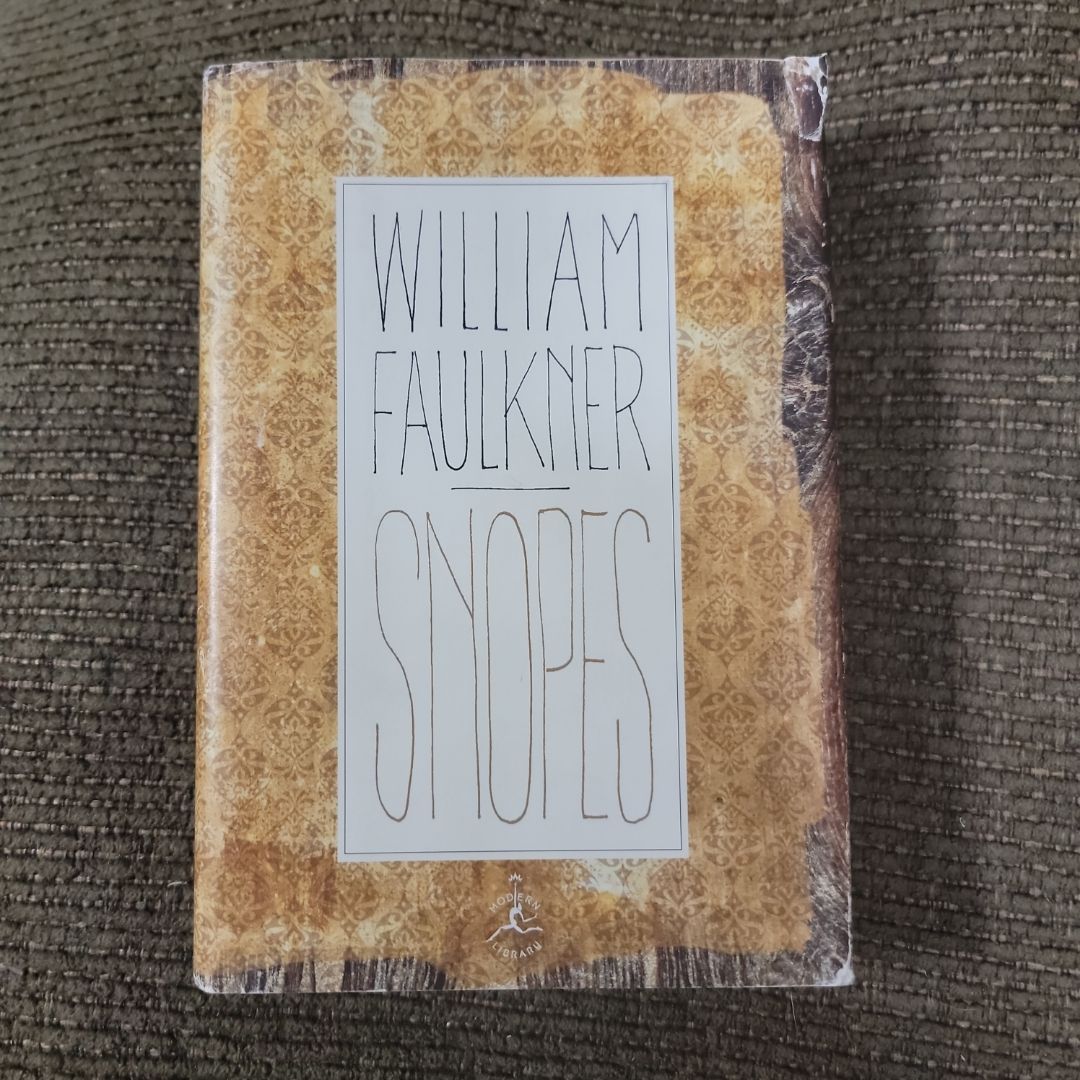 WILLIAM
FAULKNER
SNOPES
MODERN
LIBRARY